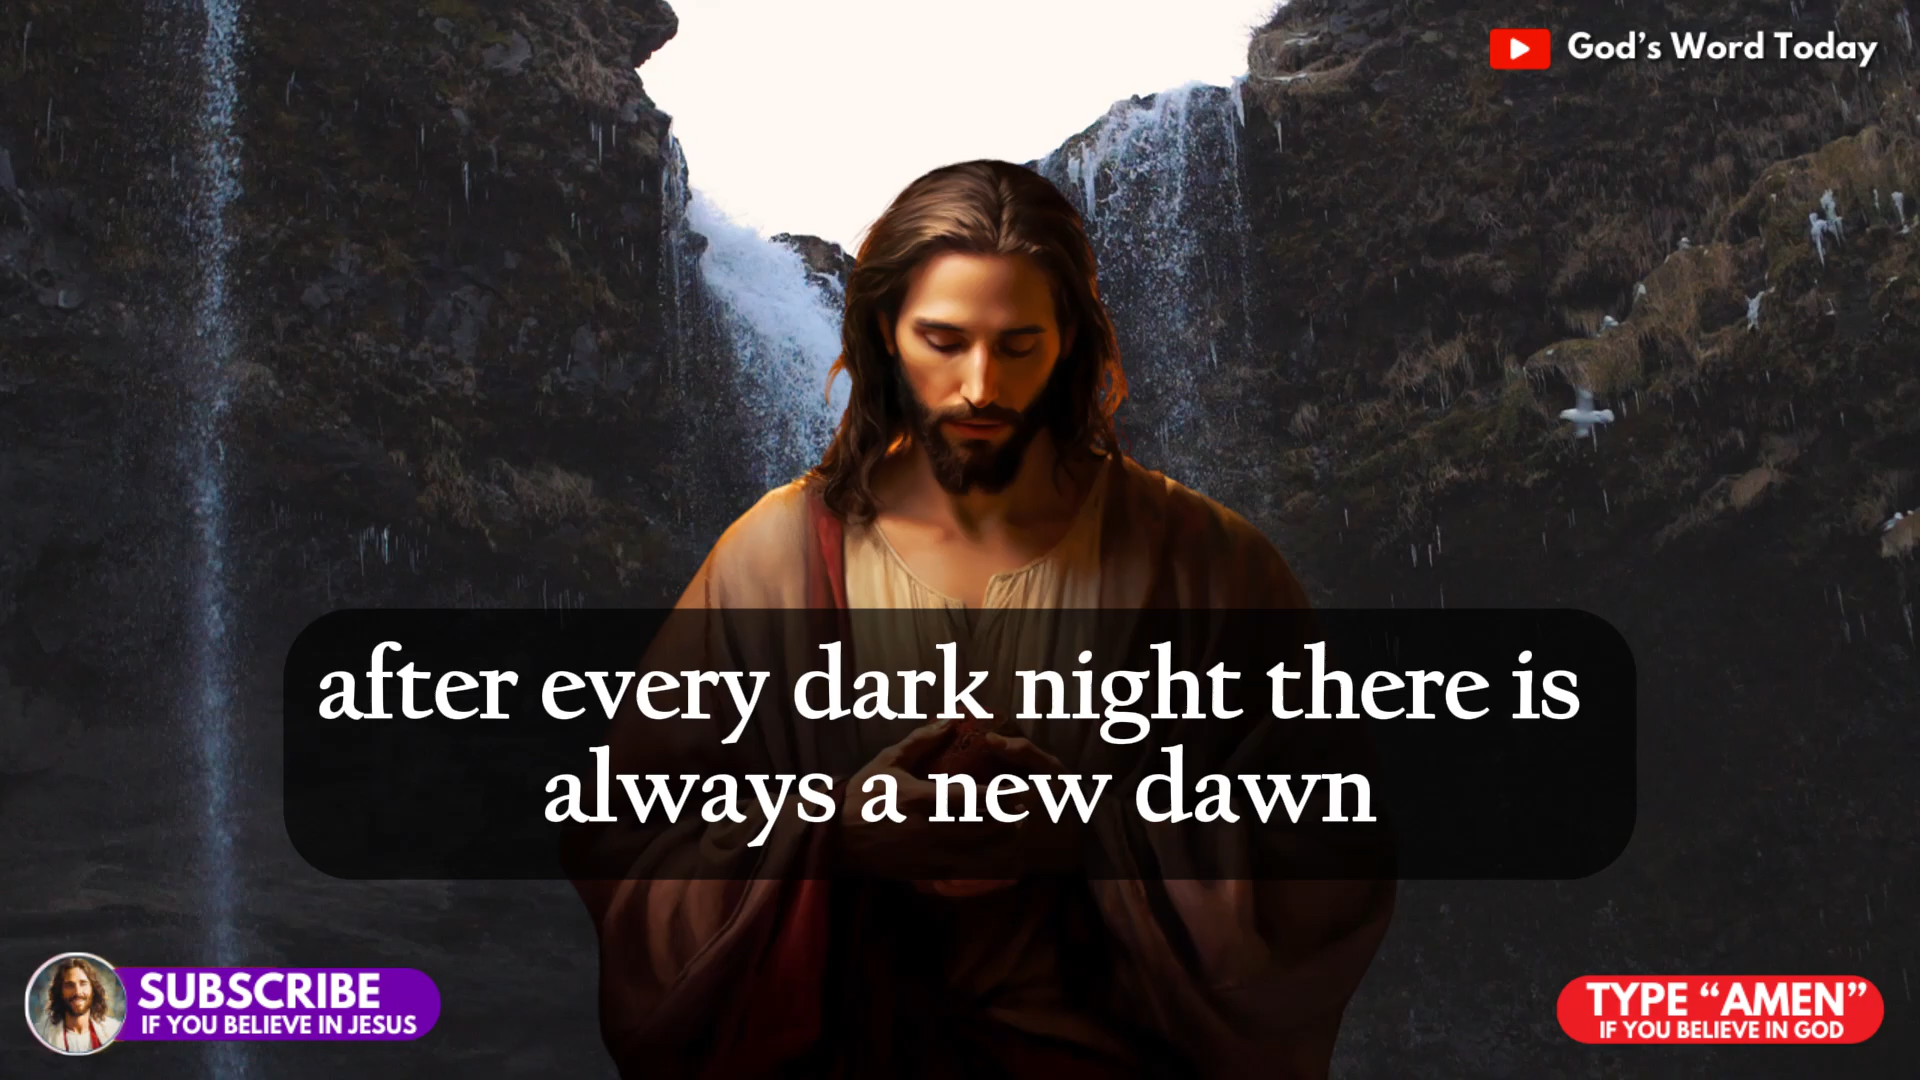 God's Word Today
after every dark night there is
always a new dawn
SUBSCRIBE
IF YOU BELIEVE IN JESUS
TYPE “AMEN”
IF YOU BELIEVE IN GOD